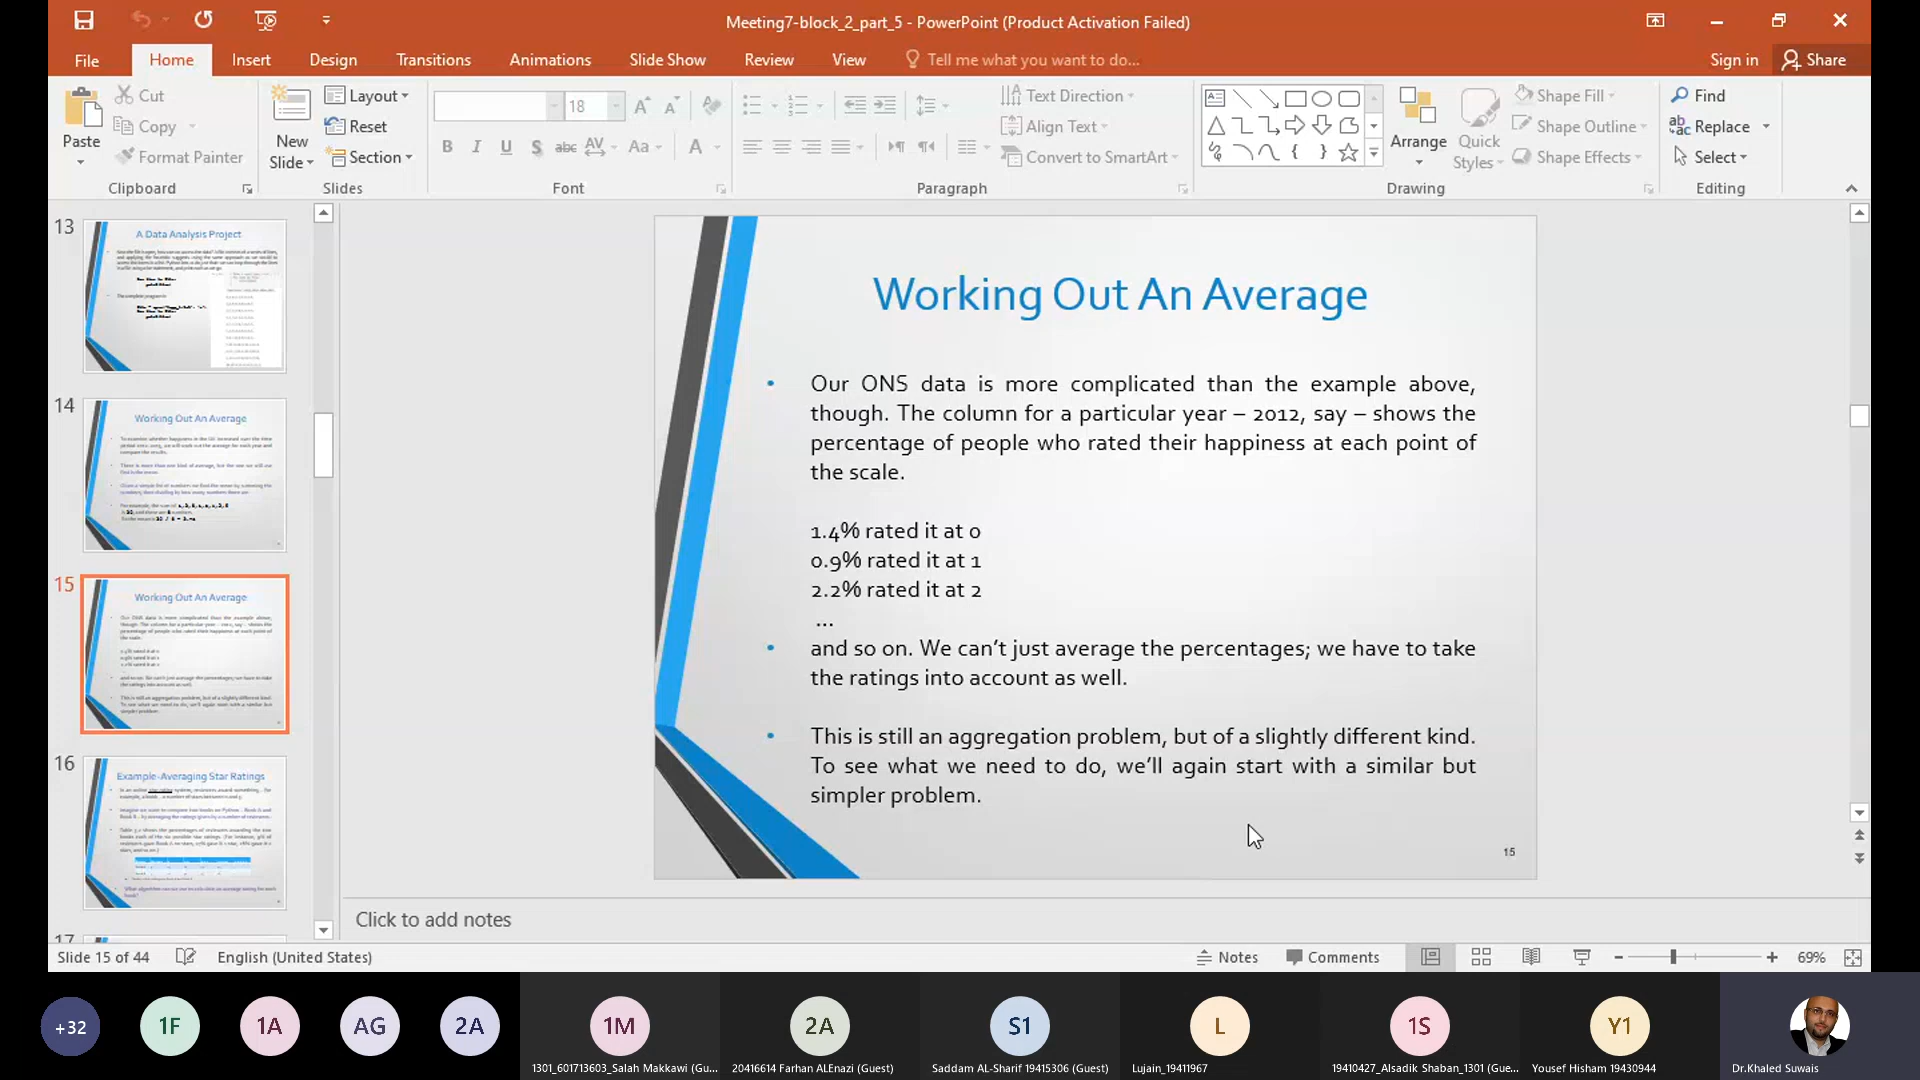 Meeting7-block_2_part_5 - PowerPoint (Product Activation Failed)
File Home Insert Design Transitions Animations Slide Show Review View Tell me what you want to do... Sign in Share
Paste Cut Copy Format Painter
Clipboard
New Slide Layout Reset Section
Slides
18
B I U S abc AV Aa A
Font
Text Direction
Align Text
Convert to SmartArt
Paragraph
Arrange Quick Styles
Shape Fill
Shape Outline
Shape Effects
Drawing
Find
Replace
Select
Editing
13
A Data Analysis Project
14
Working Out An Average
15
Working Out An Average
16
Example-Averaging Star Ratings
17
Working Out An Average
• Our ONS data is more complicated than the example above,
though. The column for a particular year – 2012, say – shows the
percentage of people who rated their happiness at each point of
the scale.
1.4% rated it at 0
0.9% rated it at 1
2.2% rated it at 2
...
• and so on. We can’t just average the percentages; we have to take
the ratings into account as well.
• This is still an aggregation problem, but of a slightly different kind.
To see what we need to do, we’ll again start with a similar but
simpler problem.
15
Click to add notes
Slide 15 of 44 English (United States) Notes Comments 69%
+32 1F 1A AG 2A 1M 2A S1 L 1S Y1
1301_601713603_Salah Makkawi (Gu... 20416614 Farhan ALEnazi (Guest) Saddam AL-Sharif 19415306 (Guest) Lujain_19411967 19410427_Alsadik Shaban_1301 (Gue... Yousef Hisham 19430944 Dr.Khaled Suwais